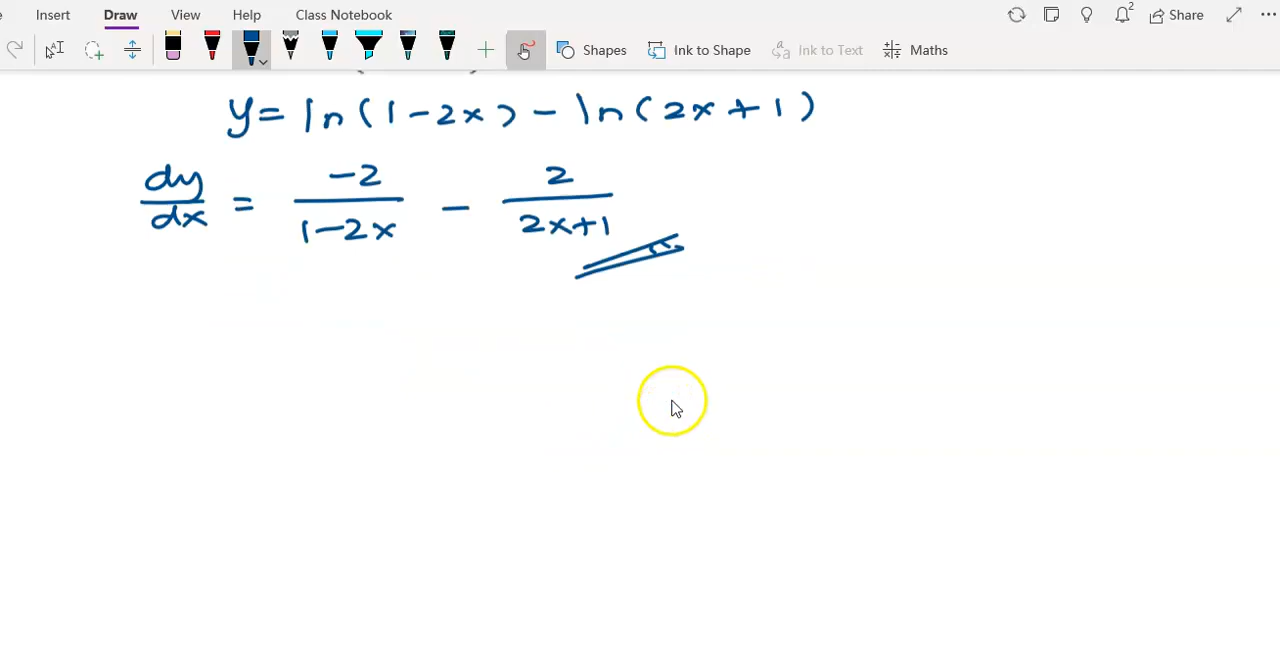 Insert Draw View Help Class Notebook 2 Share
Shapes Ink to Shape Ink to Text Maths
y = ln(1-2x) - ln(2x+1)
dy/dx = -2/(1-2x) - 2/(2x+1)